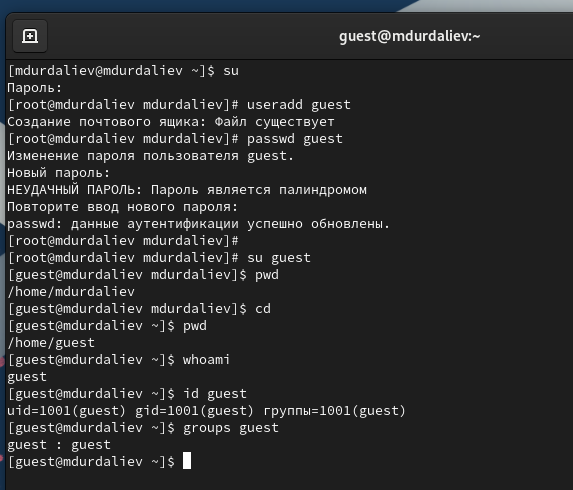 guest@mdurdaliev:~
[mdurdaliev@mdurdaliev ~]$ su
Пароль:
[root@mdurdaliev mdurdaliev]# useradd guest
Создание почтового ящика: Файл существует
[root@mdurdaliev mdurdaliev]# passwd guest
Изменение пароля пользователя guest.
Новый пароль:
НЕУДАЧНЫЙ ПАРОЛЬ: Пароль является палиндромом
Повторите ввод нового пароля:
passwd: данные аутентификации успешно обновлены.
[root@mdurdaliev mdurdaliev]#
[root@mdurdaliev mdurdaliev]# su guest
[guest@mdurdaliev mdurdaliev]$ pwd
/home/mdurdaliev
[guest@mdurdaliev mdurdaliev]$ cd
[guest@mdurdaliev ~]$ pwd
/home/guest
[guest@mdurdaliev ~]$ whoami
guest
[guest@mdurdaliev ~]$ id guest
uid=1001(guest) gid=1001(guest) группы=1001(guest)
[guest@mdurdaliev ~]$ groups guest
guest : guest
[guest@mdurdaliev ~]$